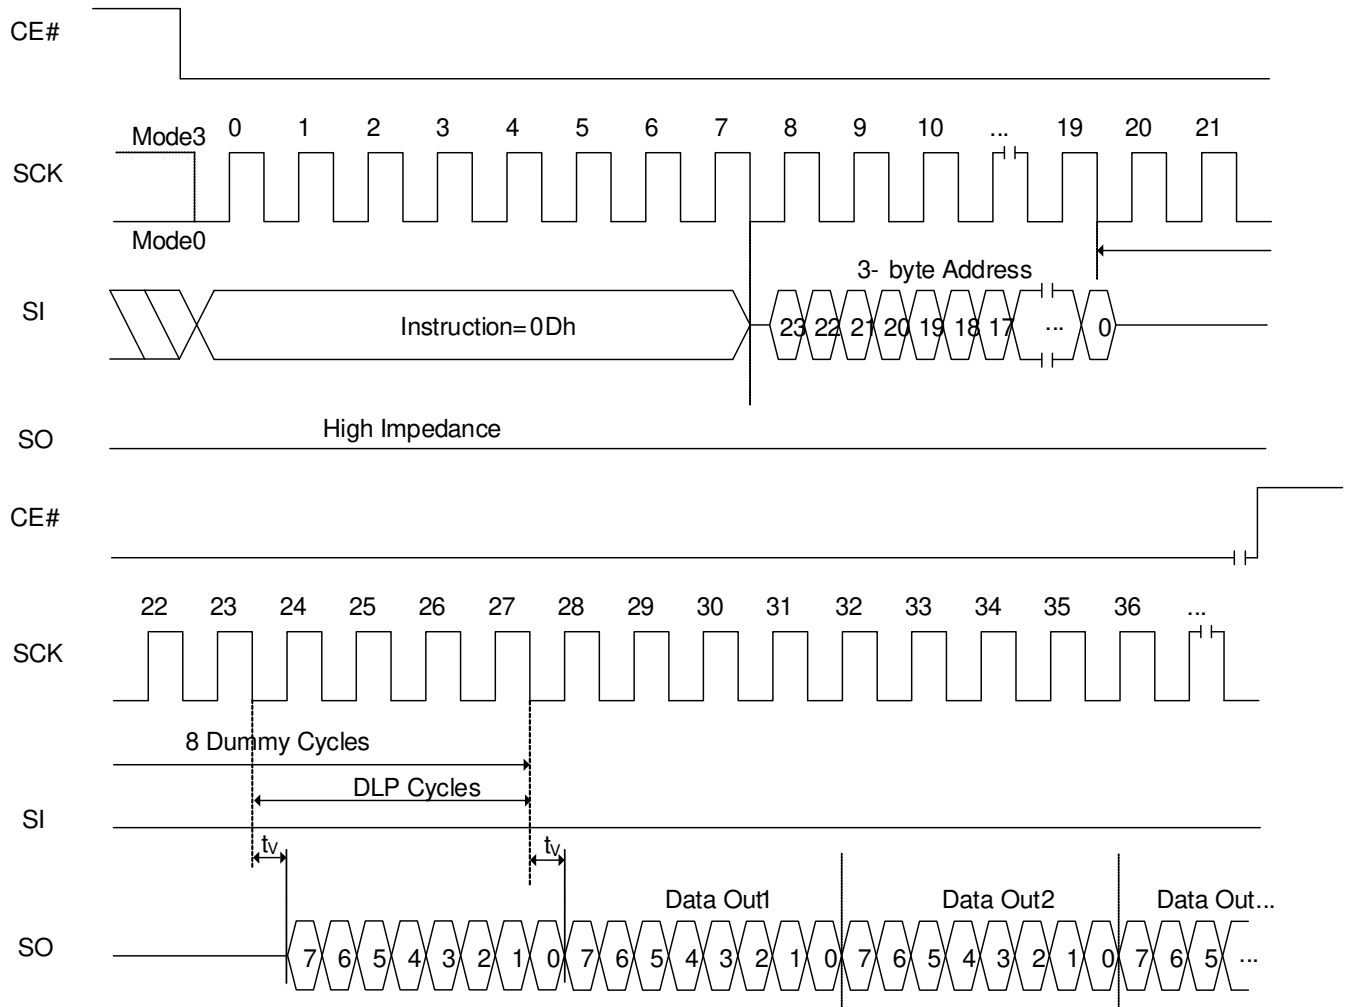 CE#
0 1 2 3 4 5 6 7 8 9 10 ... 19 20 21
Mode3
SCK
Mode0
3- byte Address
SI
Instruction=0Dh
23 22 21 20 19 18 17 ... 0
High Impedance
SO
CE#
22 23 24 25 26 27 28 29 30 31 32 33 34 35 36 ...
SCK
8 Dummy Cycles
DLP Cycles
SI
tV tV
Data Out1 Data Out2 Data Out...
SO
7 6 5 4 3 2 1 0 7 6 5 4 3 2 1 0 7 6 5 4 3 2 1 0 7 6 5 ...